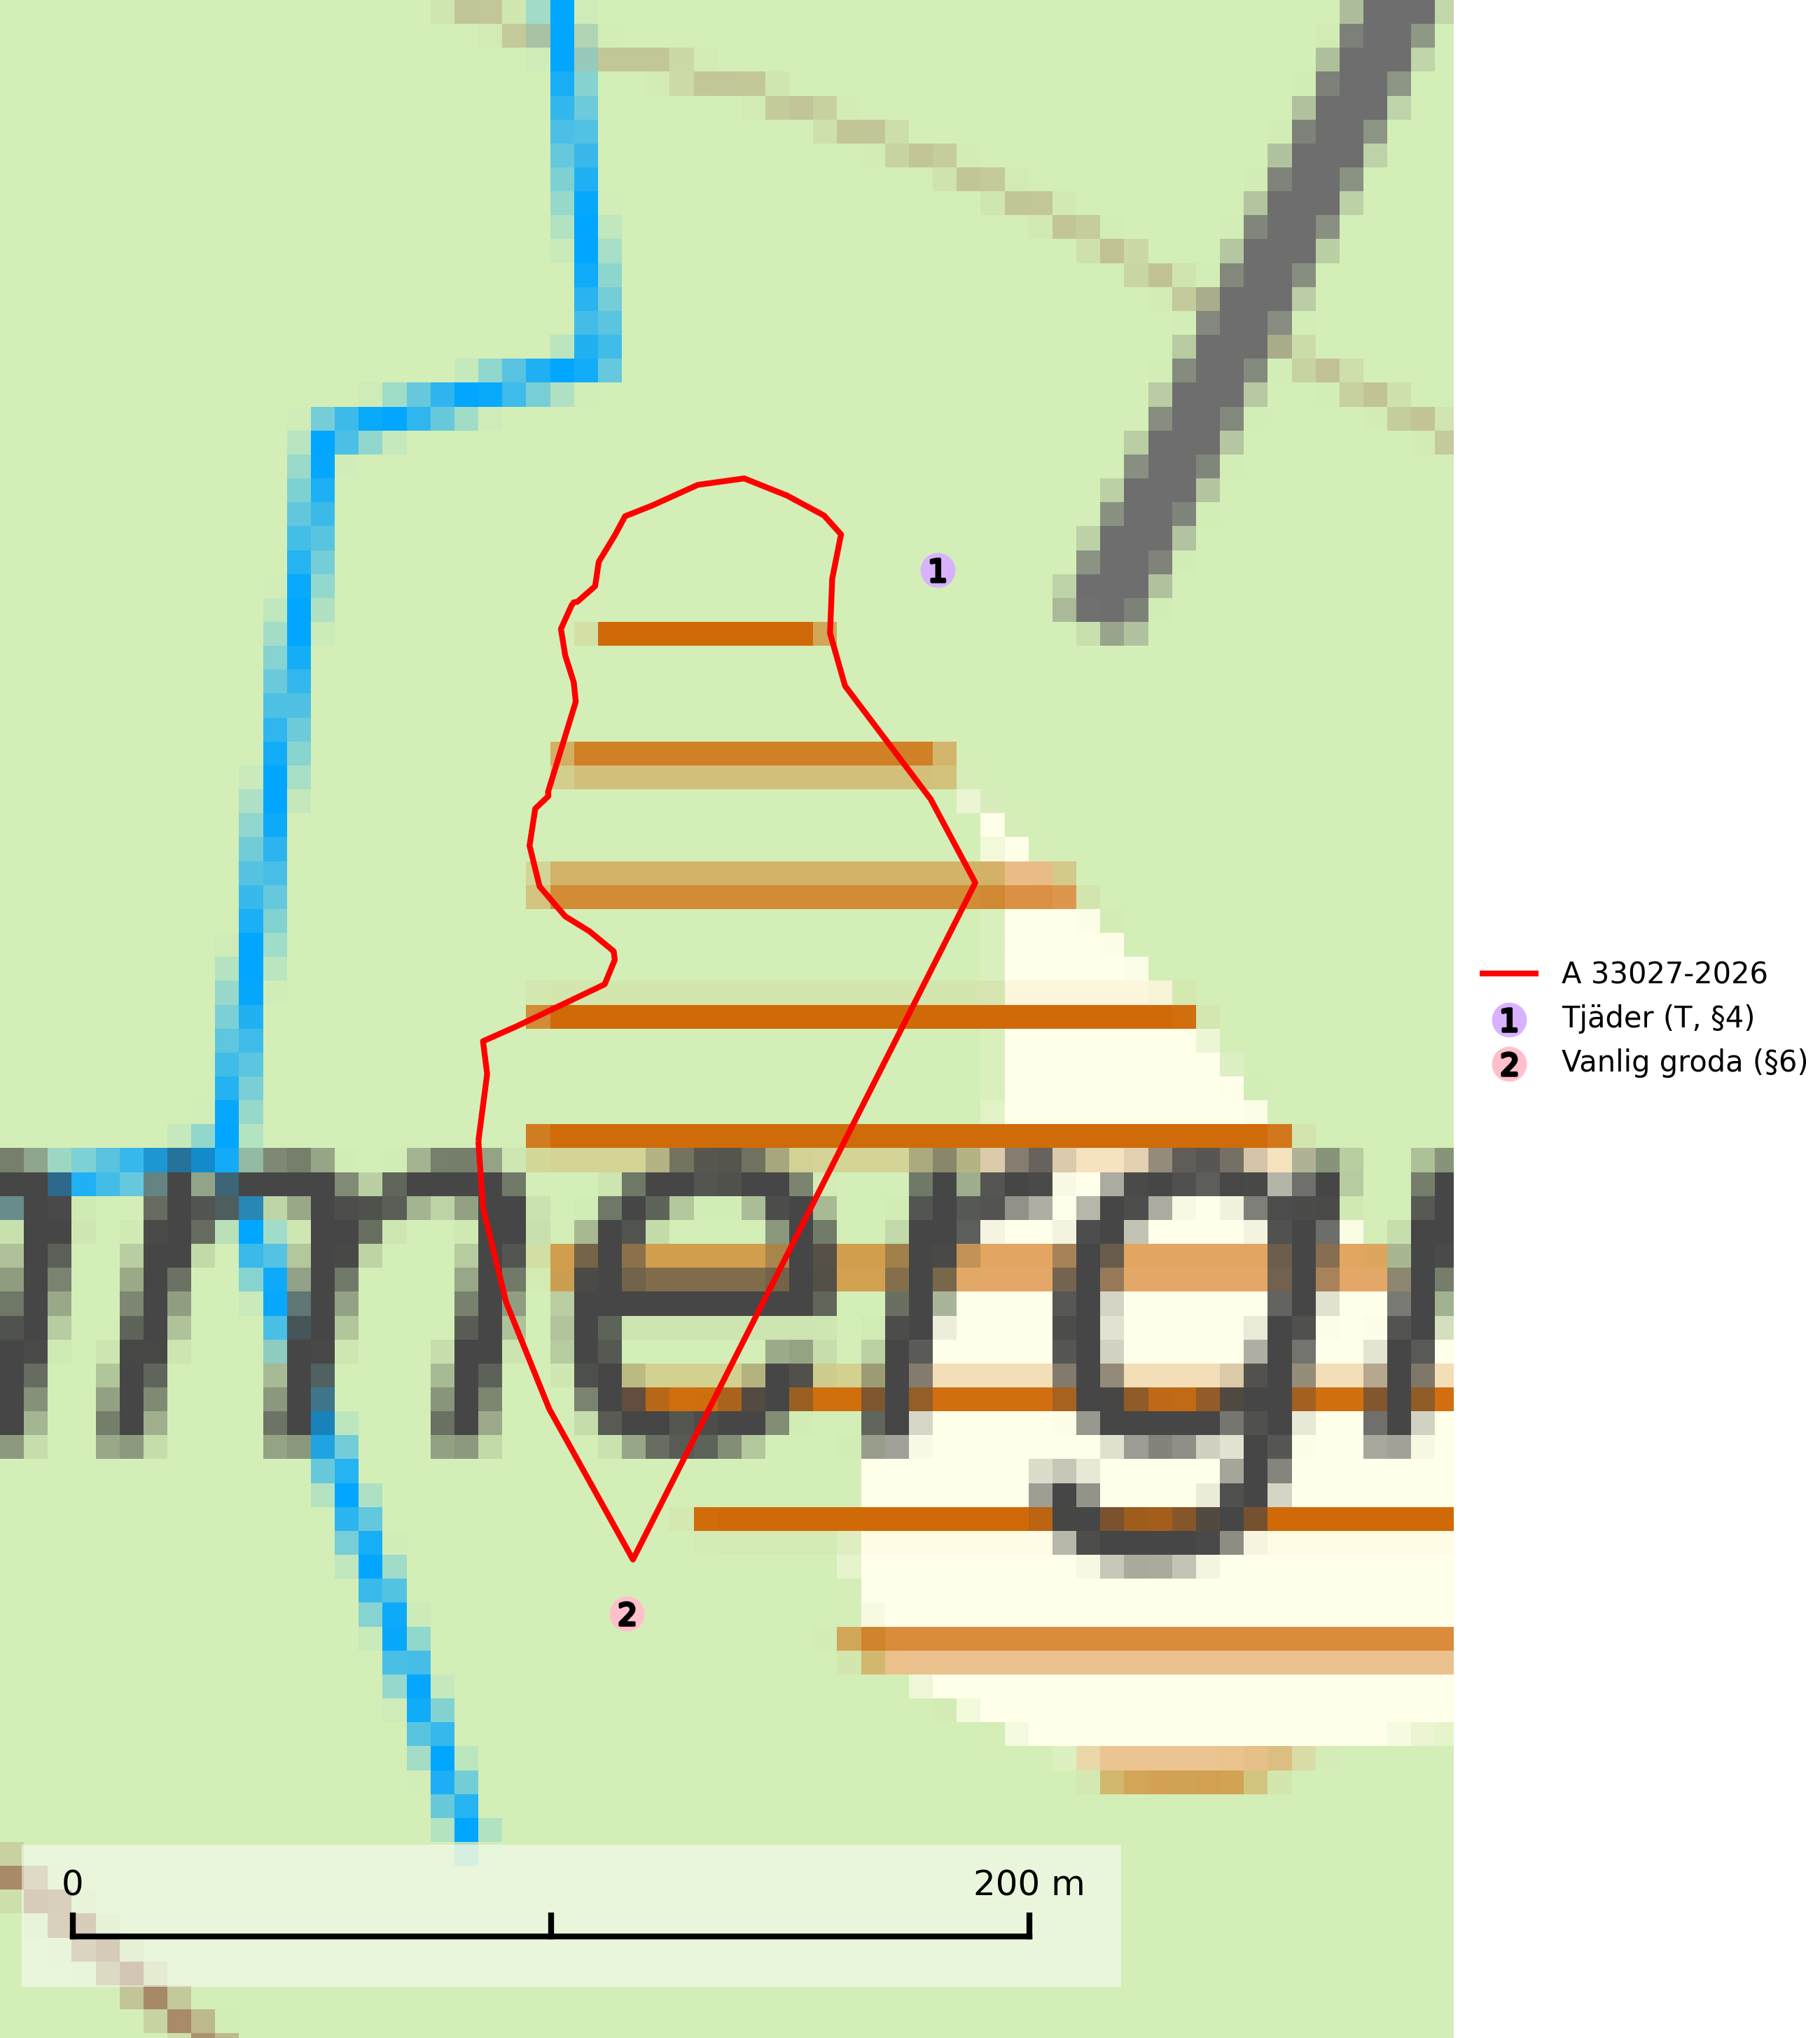 1
A 33027-2026
1 Tjäder (T, §4)
2 Vanlig groda (§6)
2
0 200 m